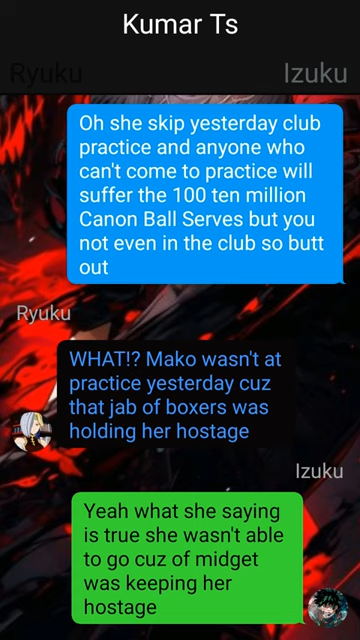 Kumar Ts
Ryuku
Izuku
Oh she skip yesterday club
practice and anyone who
can't come to practice will
suffer the 100 ten million
Canon Ball Serves but you
not even in the club so butt
out
Ryuku
WHAT!? Mako wasn't at
practice yesterday cuz
that jab of boxers was
holding her hostage
Izuku
Yeah what she saying
is true she wasn't able
to go cuz of midget
was keeping her
hostage